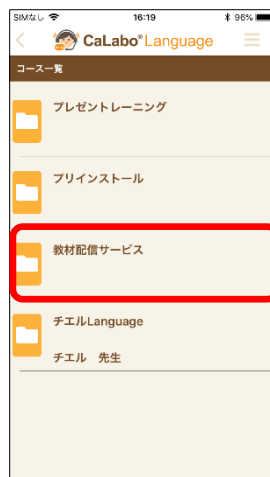 SIMなし 16:19 96%
CaLabo® Language
コース一覧
プレゼントレーニング
プリインストール
教材配信サービス
チエルLanguage
チエル 先生